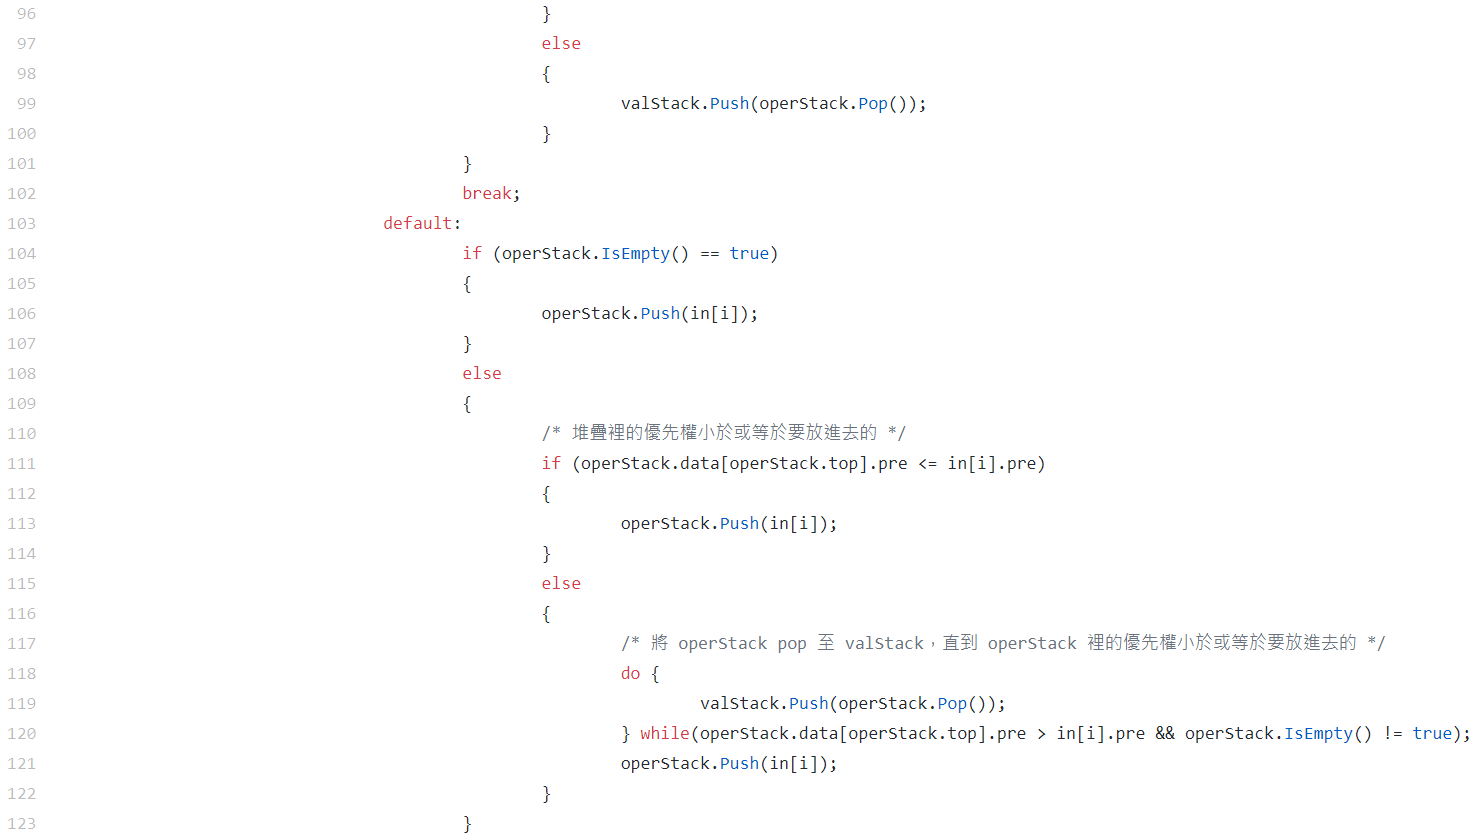 96 }
97 else
98 {
99 valStack.Push(operStack.Pop());
100 }
101 }
102 break;
103 default:
104 if (operStack.IsEmpty() == true)
105 {
106 operStack.Push(in[i]);
107 }
108 else
109 {
110 /* 堆疊裡的優先權小於或等於要放進去的 */
111 if (operStack.data[operStack.top].pre <= in[i].pre)
112 {
113 operStack.Push(in[i]);
114 }
115 else
116 {
117 /* 將 operStack pop 至 valStack，直到 operStack 裡的優先權小於或等於要放進去的 */
118 do {
119 valStack.Push(operStack.Pop());
120 } while(operStack.data[operStack.top].pre > in[i].pre && operStack.IsEmpty() != true);
121 operStack.Push(in[i]);
122 }
123 }